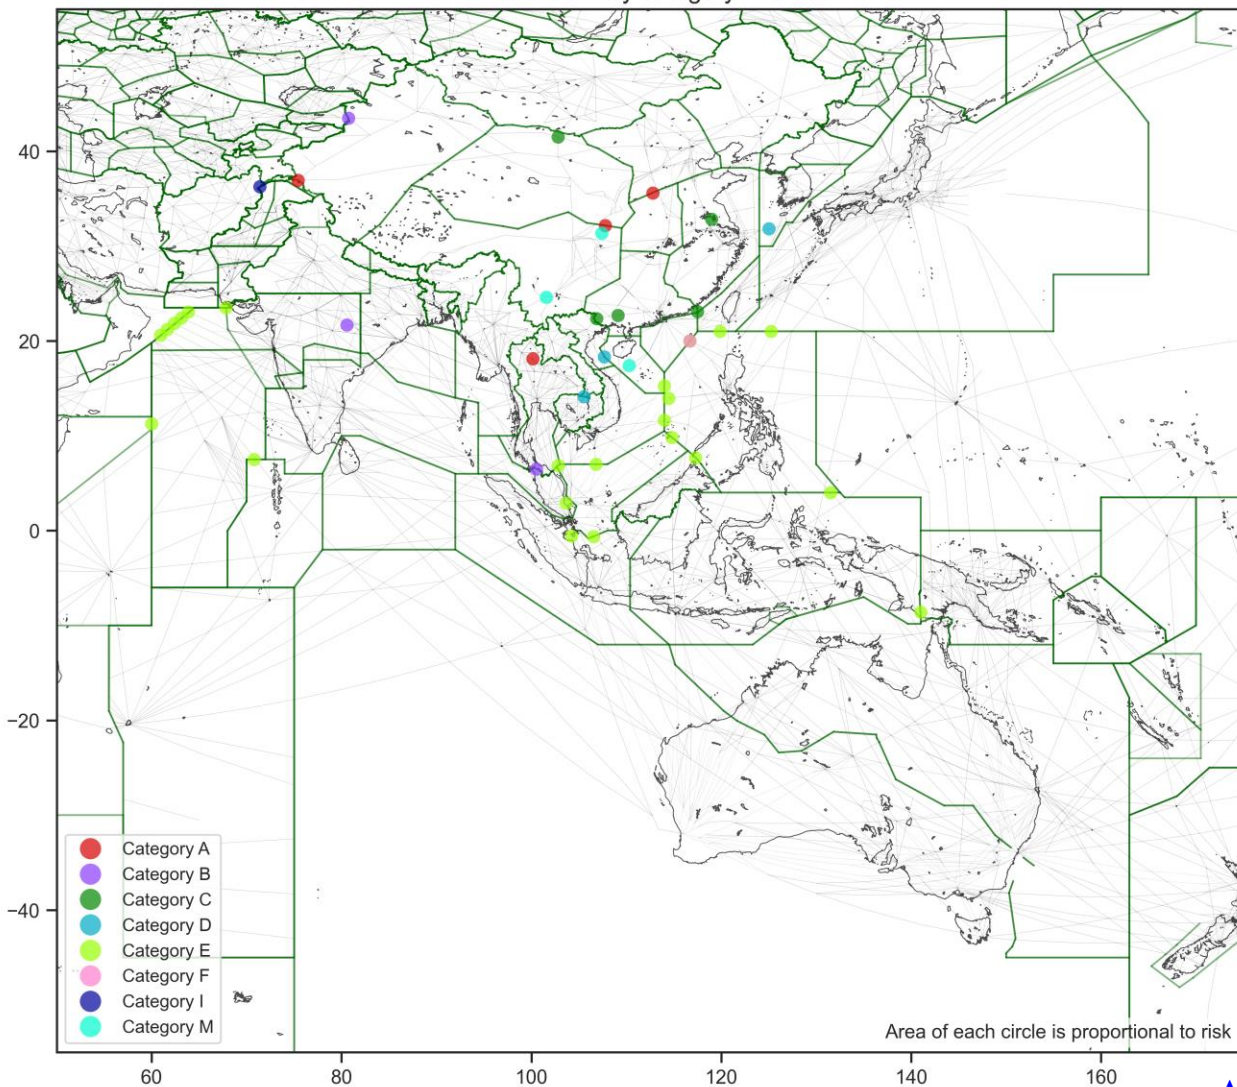 40
20
0
−20
−40
Category A
Category B
Category C
Category D
Category E
Category F
Category I
Category M
Area of each circle is proportional to risk
60
80
100
120
140
160